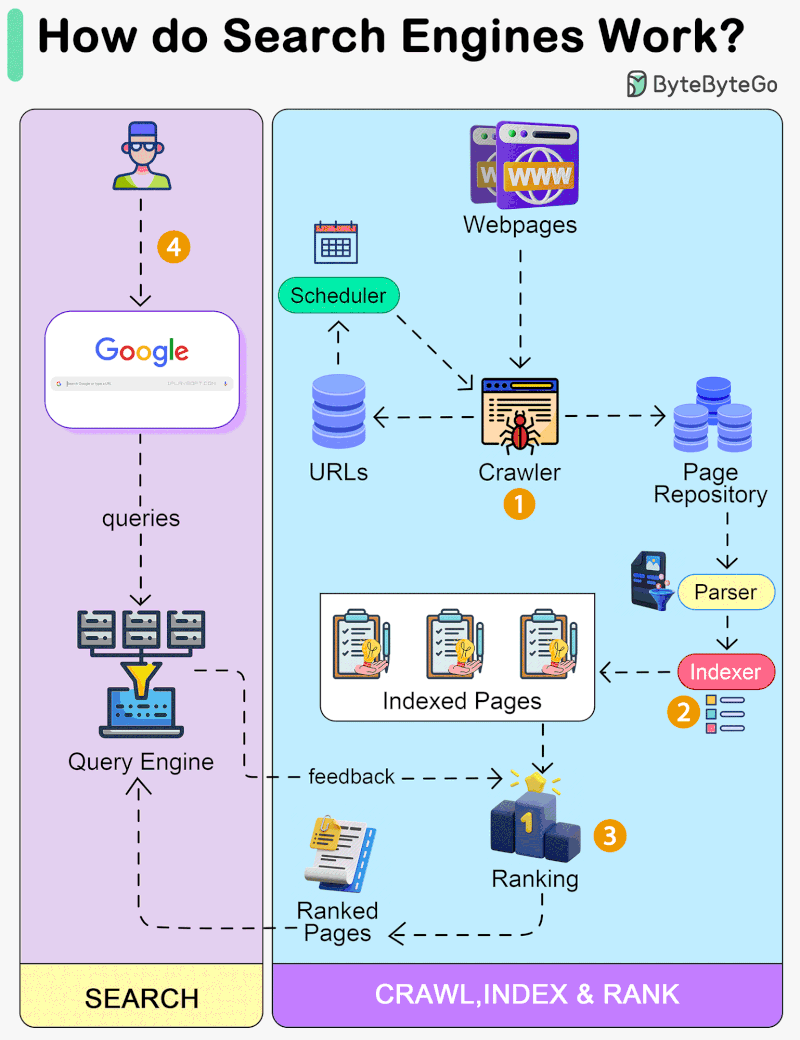 How do Search Engines Work?
ByteByteGo
4
Google
queries
Query Engine
SEARCH
WWW
Webpages
Scheduler
URLs
Crawler
1
Page
Repository
Parser
Indexer
2
Indexed Pages
feedback
1
Ranking
3
Ranked
Pages
CRAWL,INDEX & RANK